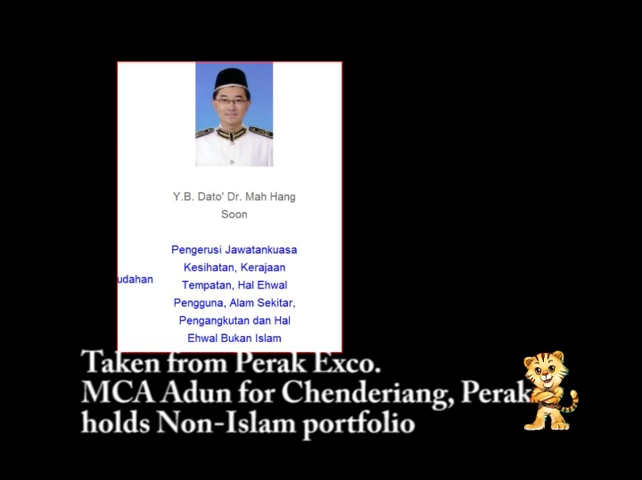 Y.B. Dato' Dr. Mah Hang
Soon
Pengerusi Jawatankuasa
Kesihatan, Kerajaan
udahan
Tempatan, Hal Ehwal
Pengguna, Alam Sekitar,
Pengangkutan dan Hal
Ehwal Bukan Islam
Taken from Perak Exco.
MCA Adun for Chenderiang, Perak
holds Non-Islam portfolio